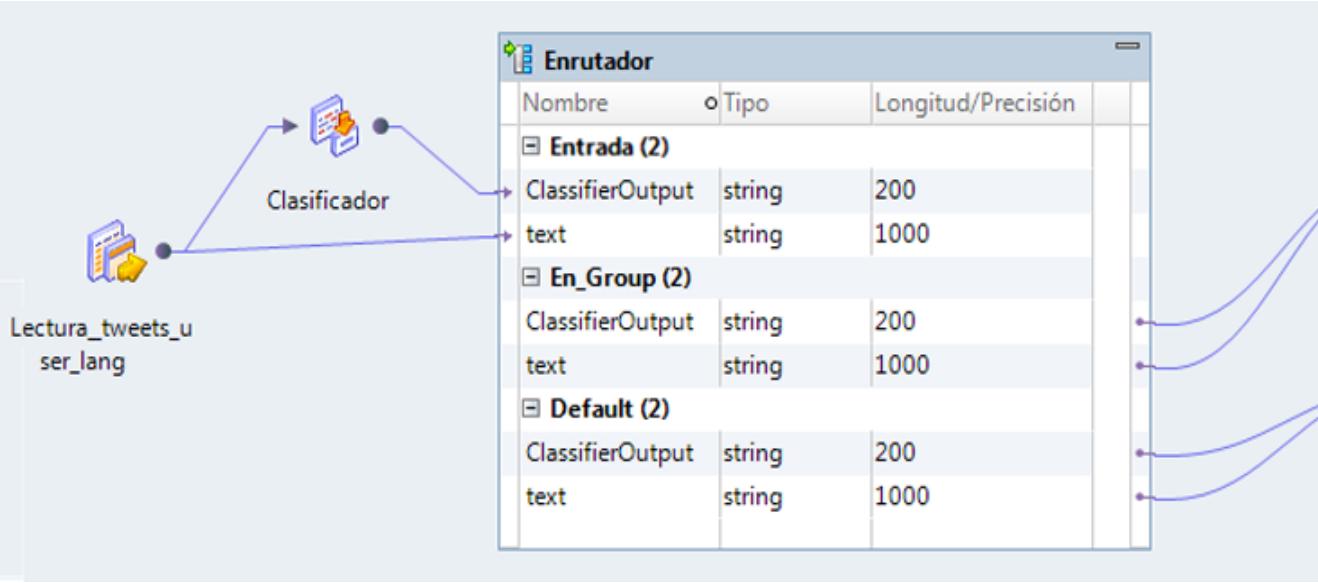 Enrutador
Nombre Tipo Longitud/Precisión
Entrada (2)
ClassifierOutput string 200
text string 1000
En_Group (2)
ClassifierOutput string 200
text string 1000
Default (2)
ClassifierOutput string 200
text string 1000
Clasificador
Lectura_tweets_u
ser_lang